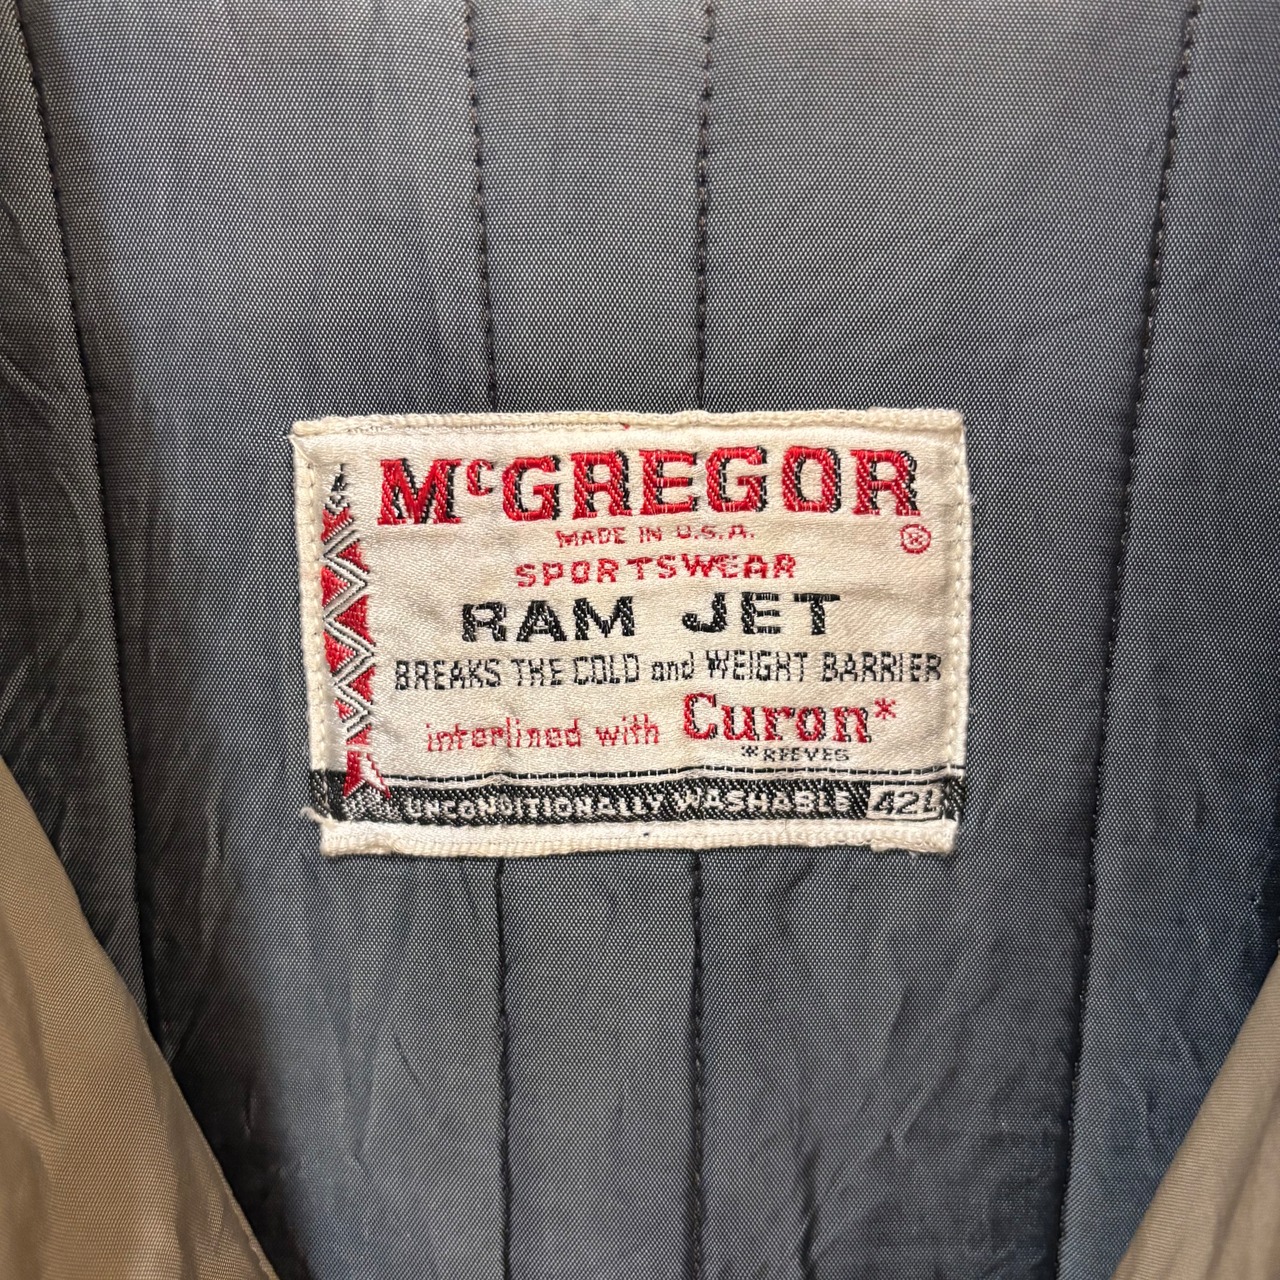 McGREGOR
MADE IN U.S.A.
®
SPORTSWEAR
RAM JET
BREAKS THE COLD and WEIGHT BARRIER
interlined with Curon*
*REEVES
UNCONDITIONALLY WASHABLE 42L